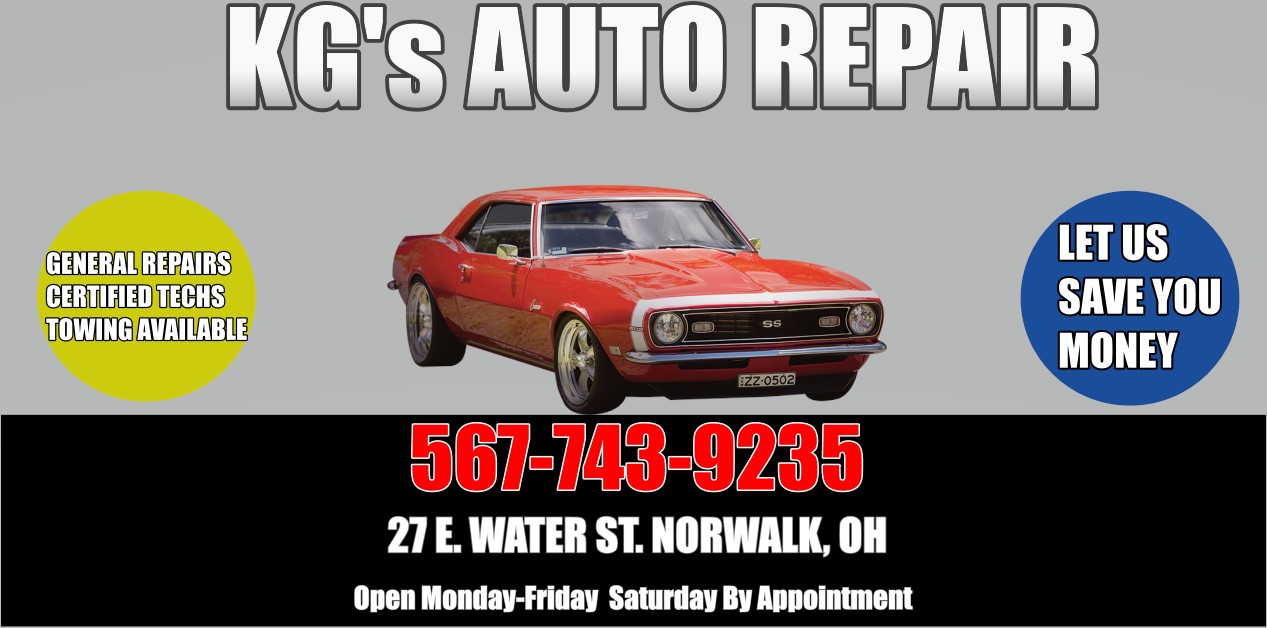 KG's AUTO REPAIR
GENERAL REPAIRS
CERTIFIED TECHS
TOWING AVAILABLE
LET US
SAVE YOU
MONEY
SS
ZZ·0502
567-743-9235
27 E. WATER ST. NORWALK, OH
Open Monday-Friday Saturday By Appointment